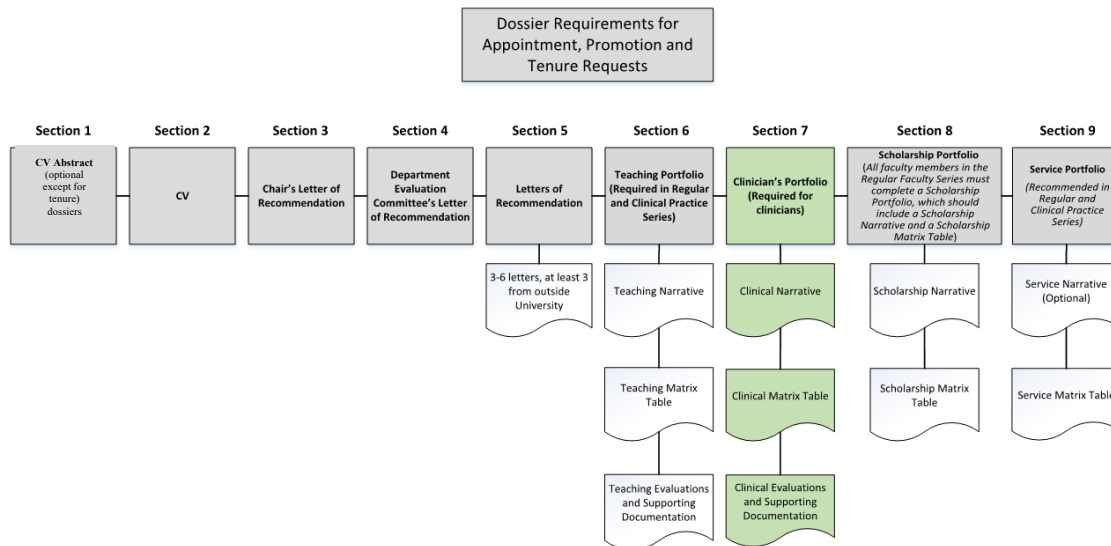 Dossier Requirements for
Appointment, Promotion and
Tenure Requests
Section 1
Section 2
Section 3
Section 4
Section 5
Section 6
Section 7
Section 8
Section 9
CV Abstract
(optional
except for
tenure)
dossiers
CV
Chair's Letter of
Recommendation
Department
Evaluation
Committee's Letter
of Recommendation
Letters of
Recommendation
Teaching Portfolio
(Required in Regular
and Clinical Practice
Series)
Clinician's Portfolio
(Required for
clinicians)
Scholarship Portfolio
(All faculty members in the
Regular Faculty Series must
complete a Scholarship
Portfolio, which should
include a Scholarship
Narrative and a Scholarship
Matrix Table)
Service Portfolio
(Recommended in
Regular and
Clinical Practice
Series)
3-6 letters, at least 3
from outside
University
Teaching Narrative
Clinical Narrative
Scholarship Narrative
Service Narrative
(Optional)
Teaching Matrix
Table
Clinical Matrix Table
Scholarship Matrix
Table
Service Matrix Table
Teaching Evaluations
and Supporting
Documentation
Clinical Evaluations
and Supporting
Documentation